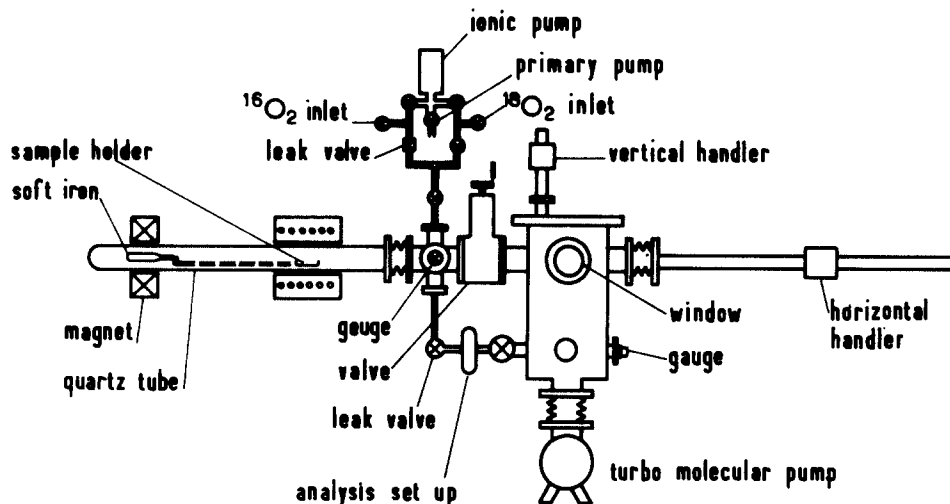 ionic pump
primary pump
16O2 inlet
18O2 inlet
leak valve
vertical handler
sample holder
soft iron
magnet
quartz tube
geuge
valve
leak valve
analysis set up
window
gauge
horizontal
handler
turbo molecular pump